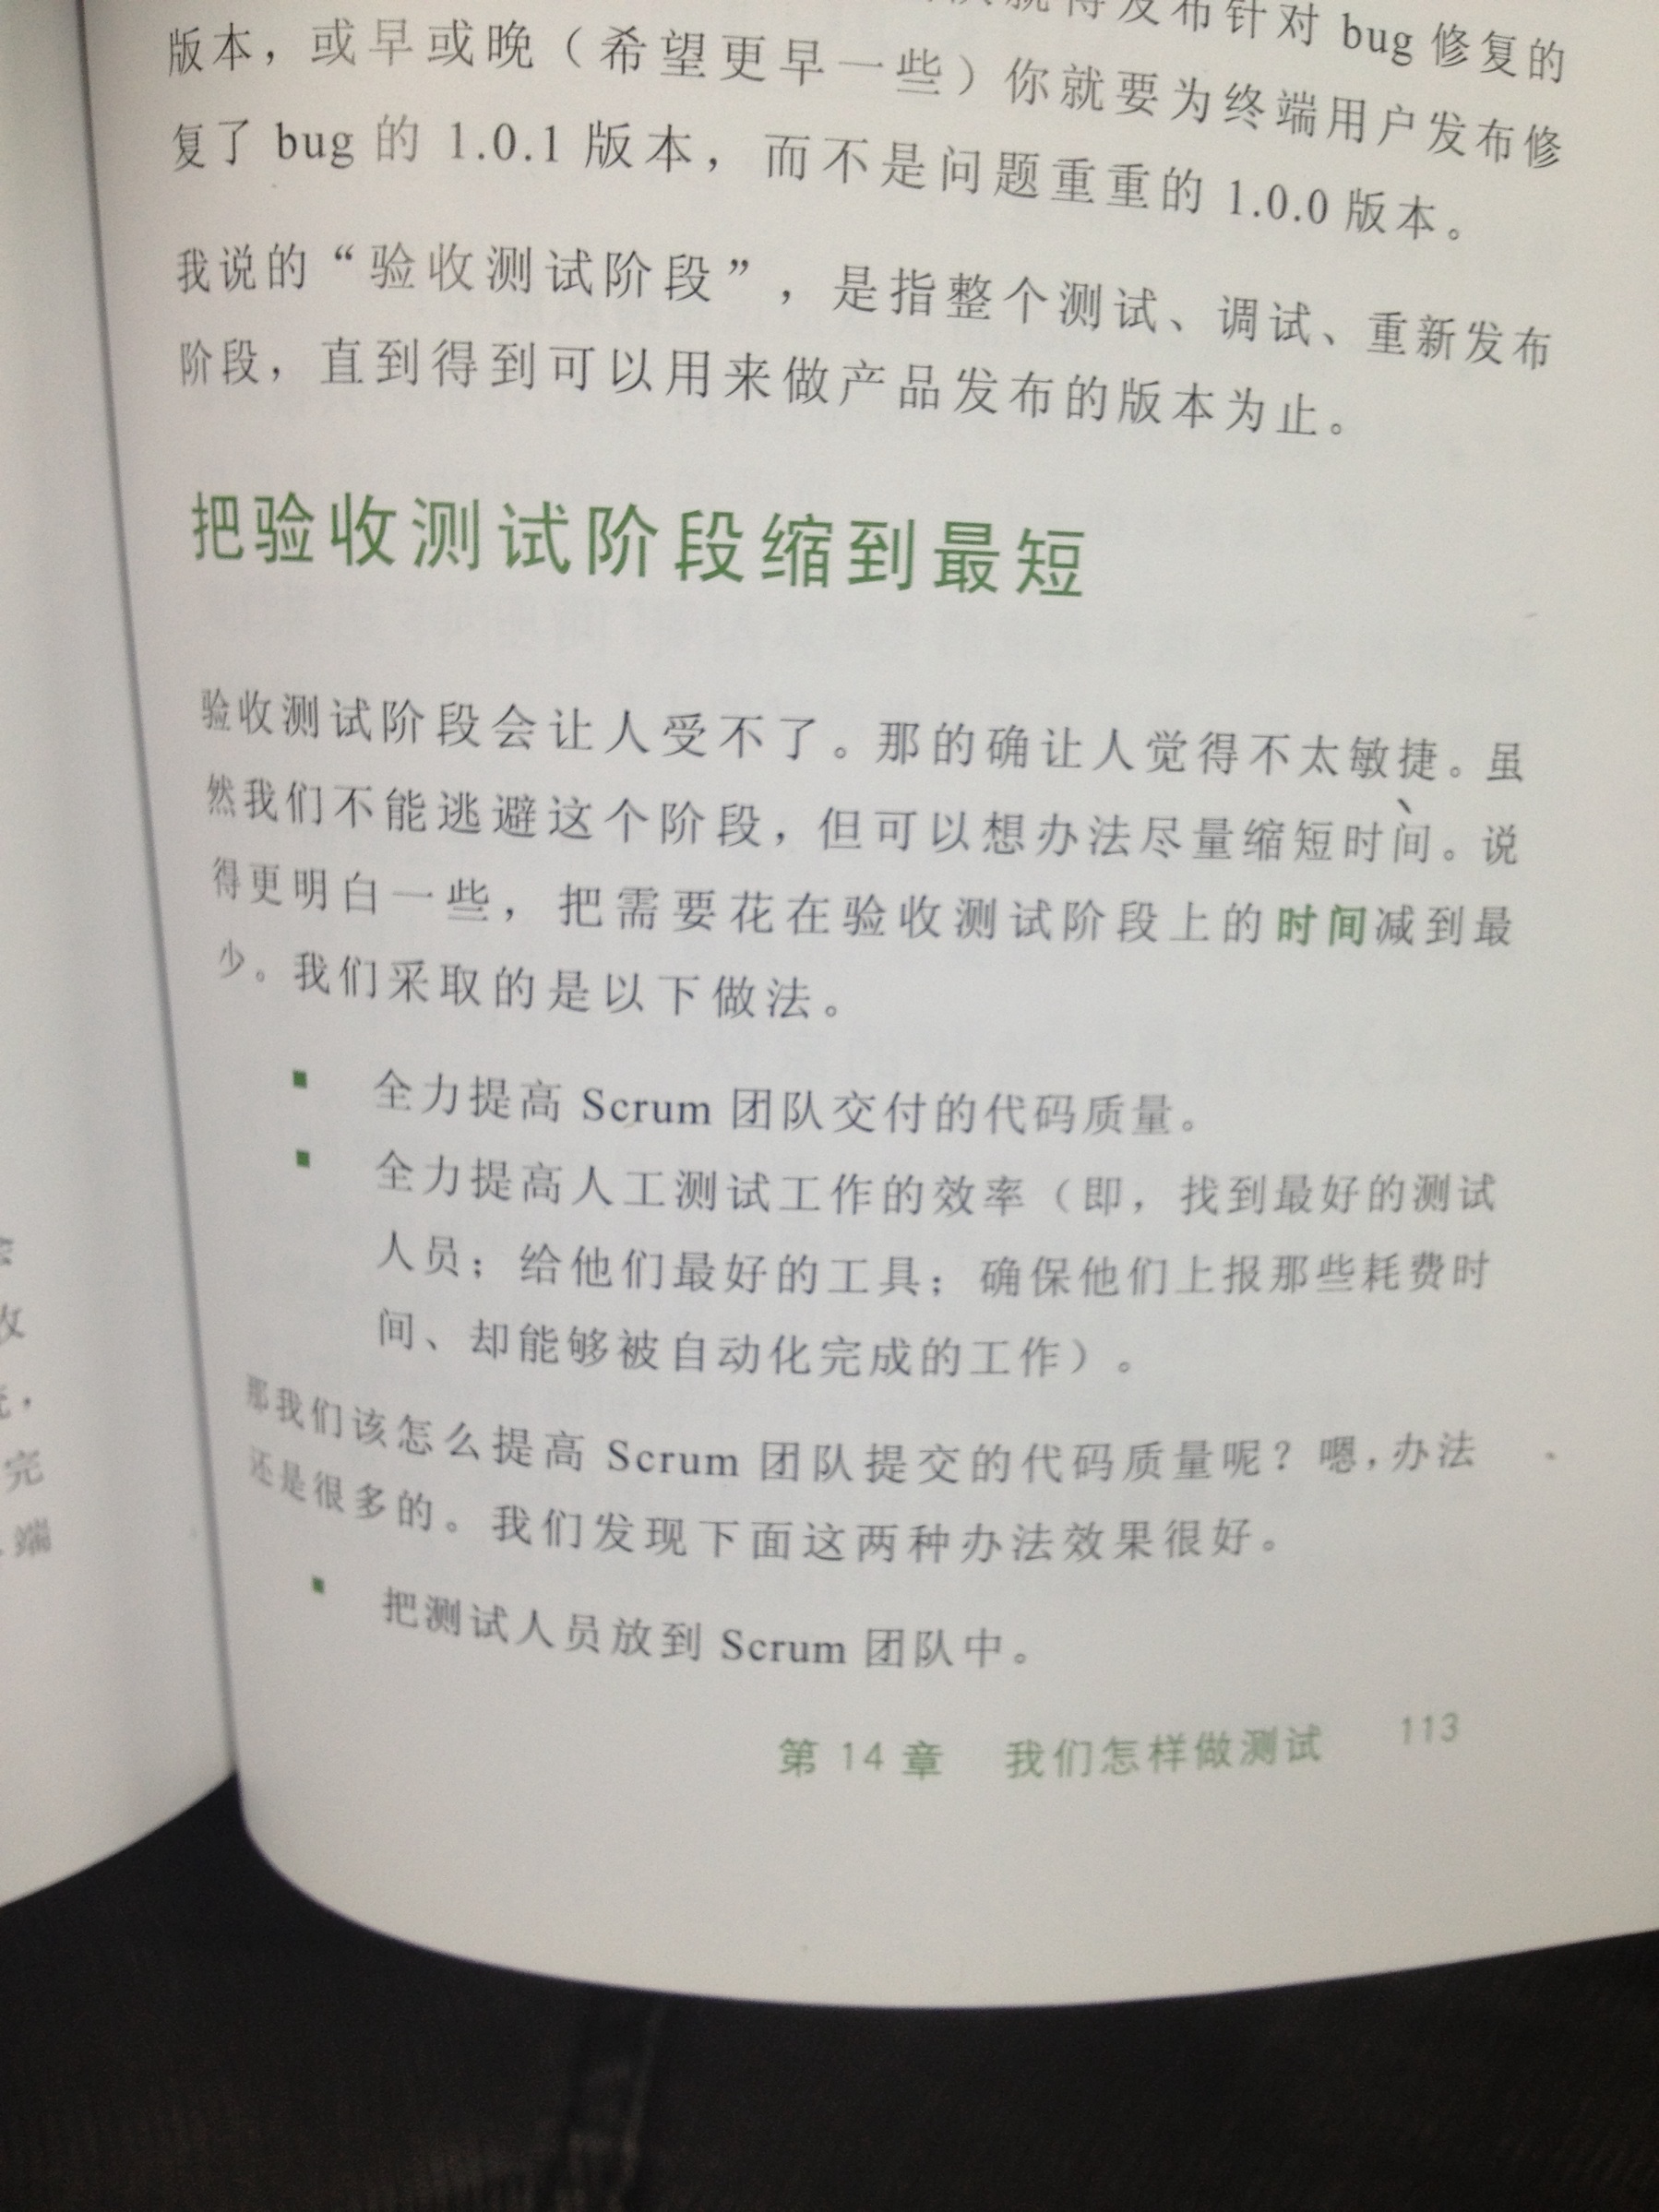 就得发布针对 bug 修复的
版本，或早或晚（希望更早一些）你就要为终端用户发布修
复了 bug 的 1.0.1 版本，而不是问题重重的 1.0.0 版本。
我说的“验收测试阶段”，是指整个测试、调试、重新发布
阶段，直到得到可以用来做产品发布的版本为止。
把验收测试阶段缩到最短
验收测试阶段会让人受不了。那的确让人觉得不太敏捷。虽
然我们不能逃避这个阶段，但可以想办法尽量缩短时间。说
得更明白一些，把需要花在验收测试阶段上的时间减到最
少。我们采取的是以下做法。
▪ 全力提高 Scrum 团队交付的代码质量。
▪ 全力提高人工测试工作的效率（即，找到最好的测试
人员；给他们最好的工具；确保他们上报那些耗费时
间、却能够被自动化完成的工作）。
那我们该怎么提高 Scrum 团队提交的代码质量呢？嗯，办法
还是很多的。我们发现下面这两种办法效果很好。
▪ 把测试人员放到 Scrum 团队中。
第 14 章 我们怎样做测试 113
完
端